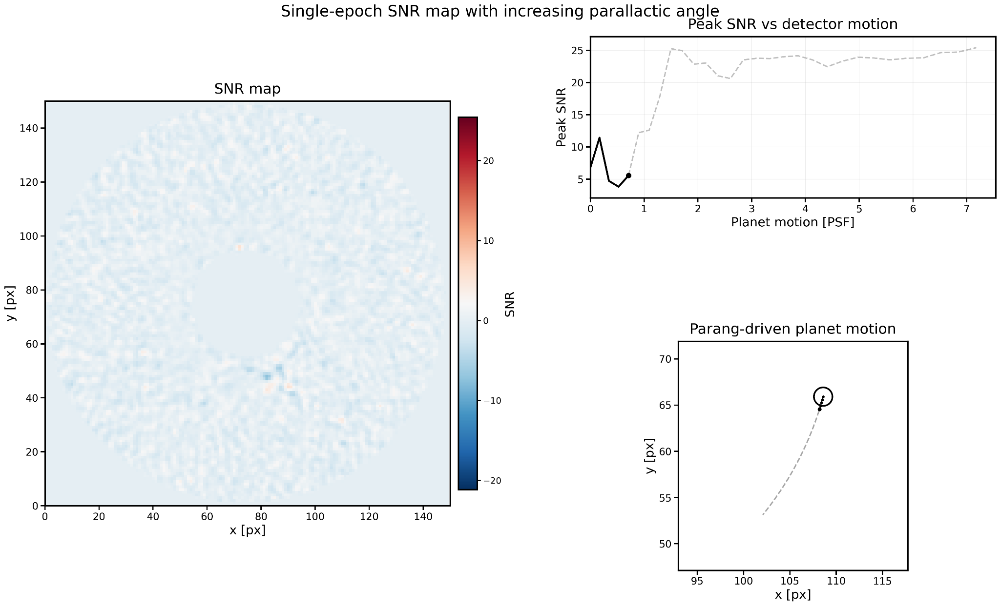 Single-epoch SNR map with increasing parallactic angle
SNR map
y [px]
140
120
100
80
60
40
20
0
0 20 40 60 80 100 120 140
x [px]
20
10
0
−10
−20
SNR
Peak SNR vs detector motion
Peak SNR
25
20
15
10
5
0 1 2 3 4 5 6 7
Planet motion [PSF]
Parang-driven planet motion
y [px]
70
65
60
55
50
95 100 105 110 115
x [px]